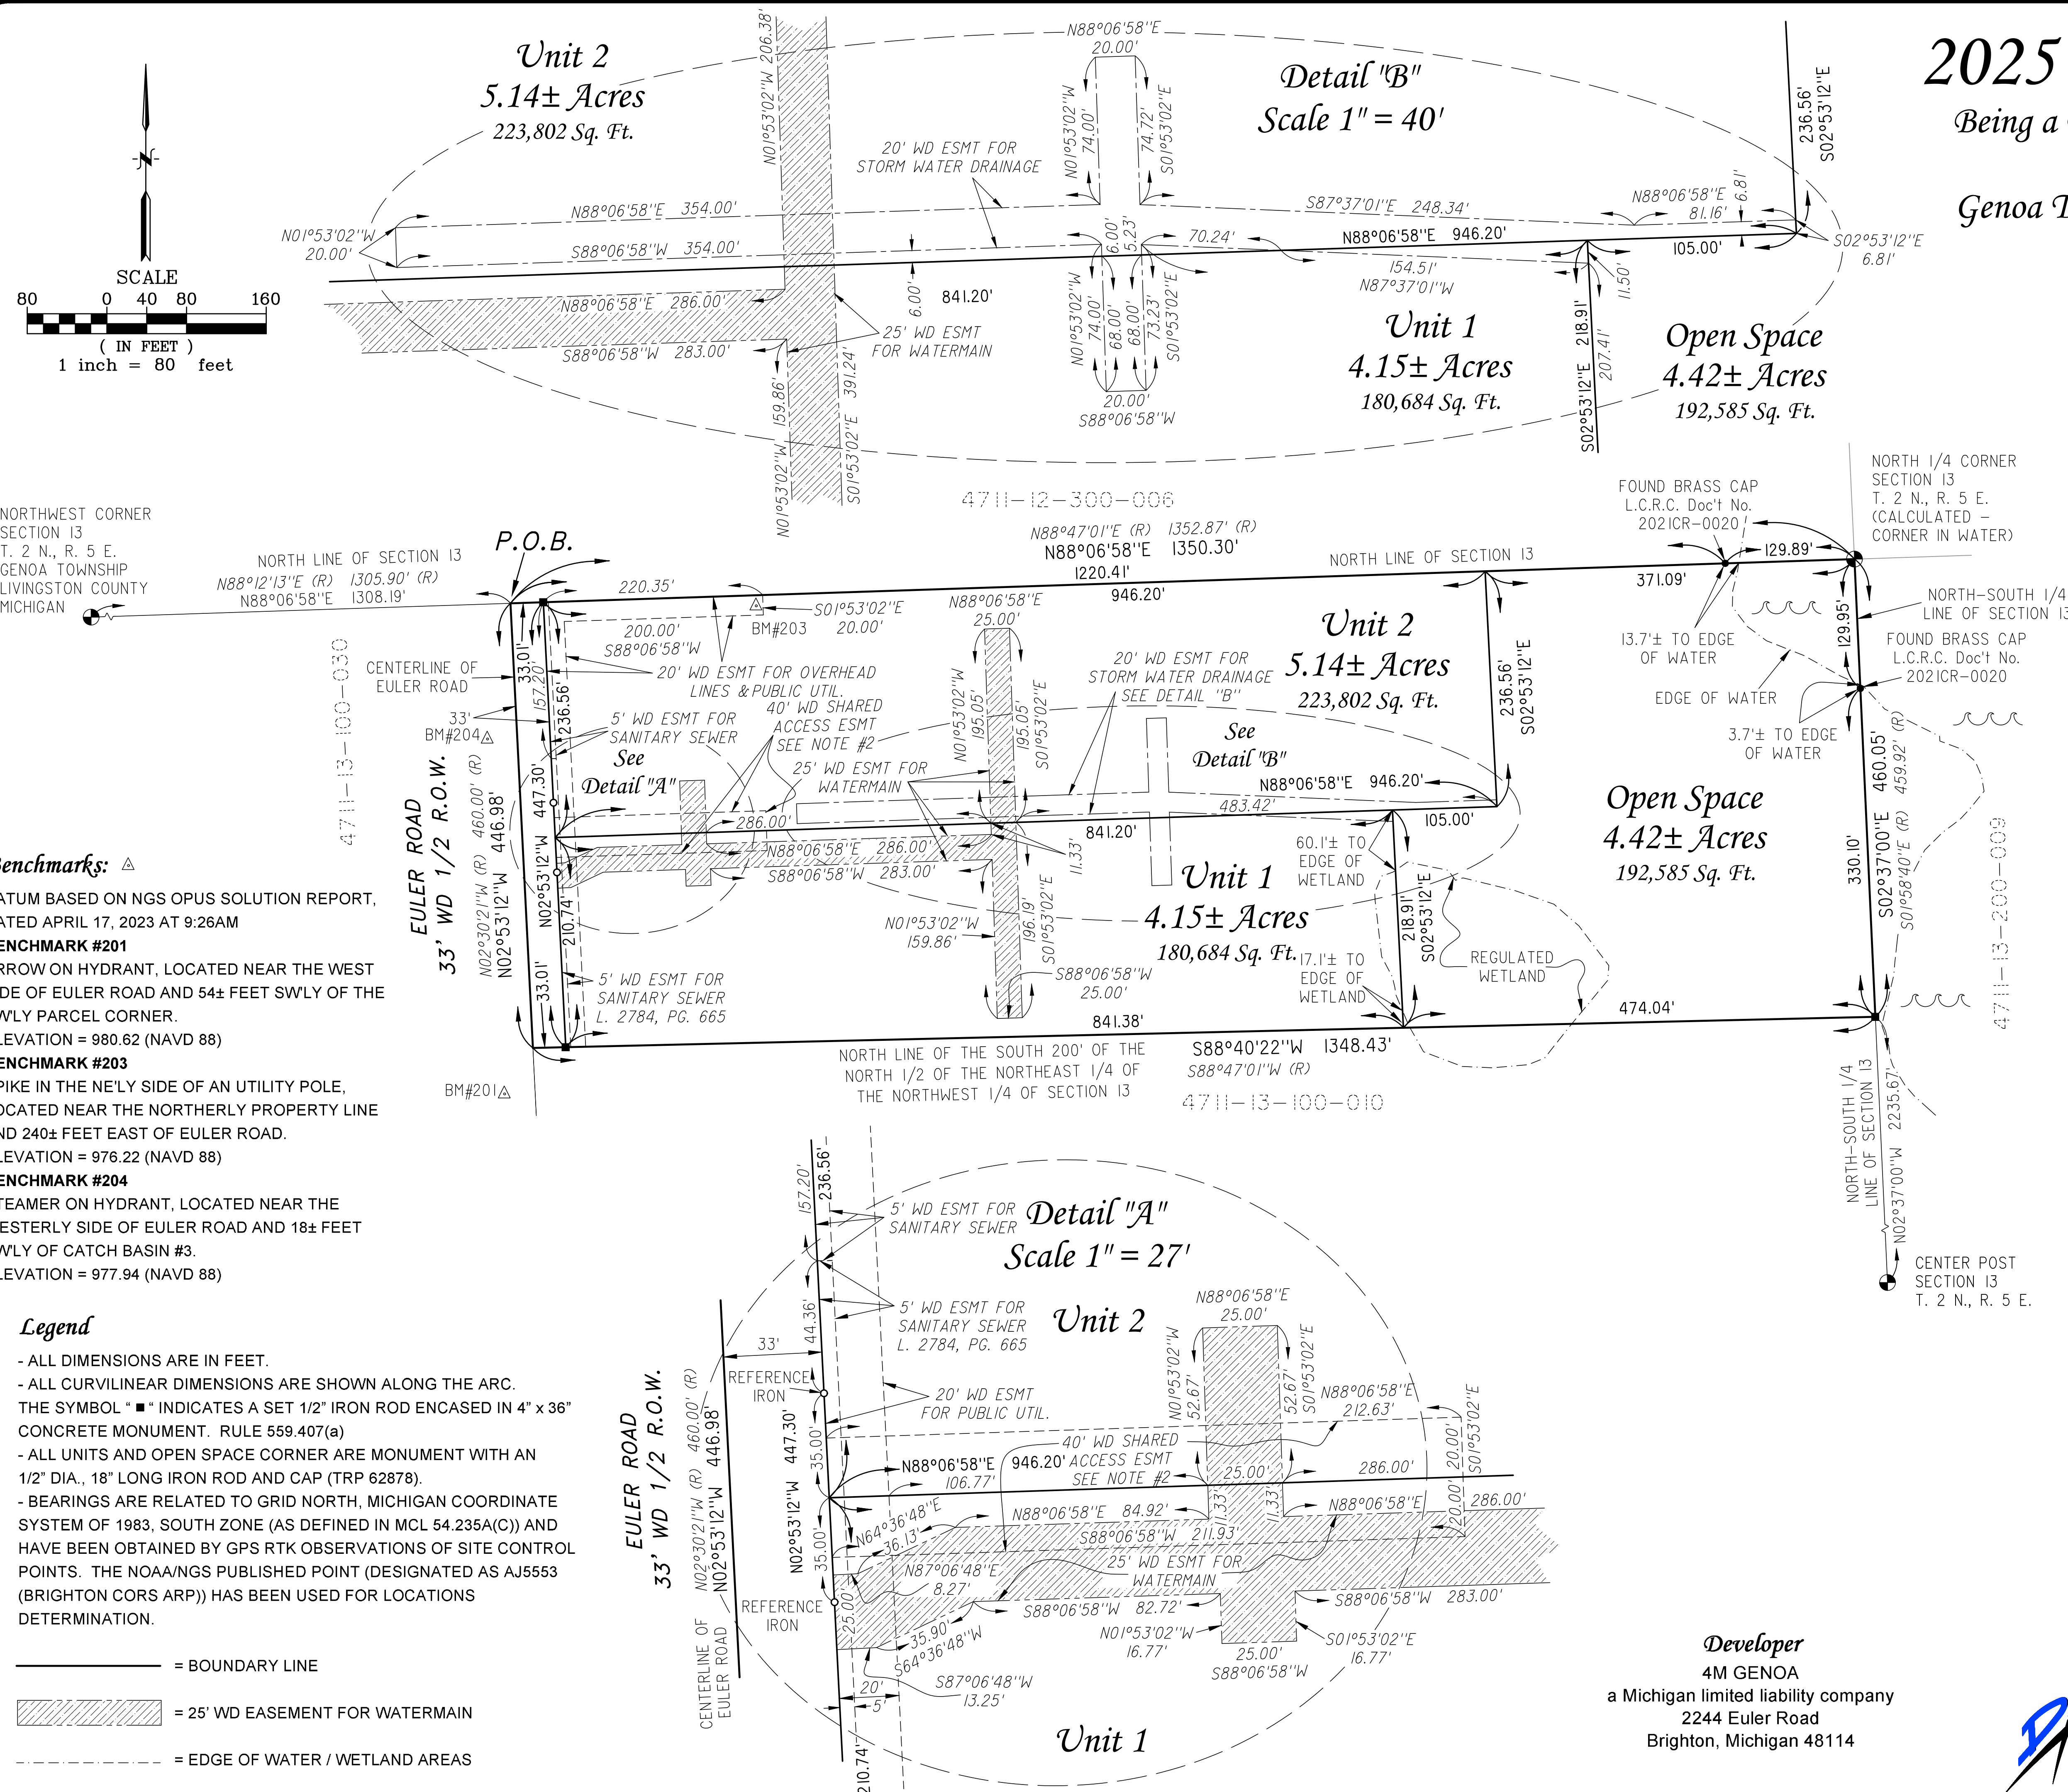 2025
Being a
Genoa T
Unit 2
5.14± Acres
223,802 Sq. Ft.
Detail "B"
Scale 1" = 40'
N01°53'02"W 206.38'
N88°06'58"E
20.00'
N01°53'02"W
74.00'
74.72'
S01°53'02"E
236.56'
S02°53'12"E
20' WD ESMT FOR
STORM WATER DRAINAGE
N88°06'58"E 354.00'
S88°06'58"W 354.00'
N01°53'02"W
20.00'
S87°37'01"E 248.34'
N88°06'58"E
81.16'
6.81'
S02°53'12"E
6.81'
6.00'
5.23'
70.24'
N88°06'58"E 946.20'
105.00'
154.51'
N87°37'01"W
11.50'
N88°06'58"E 286.00'
6.00'
841.20'
25' WD ESMT
FOR WATERMAIN
S88°06'58"W 283.00'
N01°53'02"W
74.00'
68.00'
68.00'
73.23'
S01°53'02"E
20.00'
S88°06'58"W
N01°53'02"W 159.86'
S01°53'02"E 391.24'
Unit 1
4.15± Acres
180,684 Sq. Ft.
S02°53'12"E 218.91'
207.41'
Open Space
4.42± Acres
192,585 Sq. Ft.
SCALE
80 0 40 80 160
( IN FEET )
1 inch = 80 feet
4711-12-300-006
NORTHWEST CORNER
SECTION 13
T. 2 N., R. 5 E.
GENOA TOWNSHIP
LIVINGSTON COUNTY
MICHIGAN
NORTH LINE OF SECTION 13
N88°12'13"E (R) 1305.90' (R)
N88°06'58"E 1308.19'
P.O.B.
N88°47'01"E (R) 1352.87' (R)
N88°06'58"E 1350.30'
1220.41'
946.20'
NORTH LINE OF SECTION 13
FOUND BRASS CAP
L.C.R.C. Doc't No.
2021CR-0020
NORTH 1/4 CORNER
SECTION 13
T. 2 N., R. 5 E.
(CALCULATED -
CORNER IN WATER)
129.89'
371.09'
NORTH-SOUTH 1/4
LINE OF SECTION 13
129.95'
FOUND BRASS CAP
L.C.R.C. Doc't No.
2021CR-0020
13.7'± TO EDGE
OF WATER
EDGE OF WATER
3.7'± TO EDGE
OF WATER
220.35'
S01°53'02"E
20.00'
BM#203
200.00'
S88°06'58"W
N88°06'58"E
25.00'
4711-13-100-030
CENTERLINE OF
EULER ROAD
33.01'
157.20'
236.56'
20' WD ESMT FOR OVERHEAD
LINES & PUBLIC UTIL.
33'
BM#204
5' WD ESMT FOR
SANITARY SEWER
40' WD SHARED
ACCESS ESMT
SEE NOTE #2
See
Detail "A"
25' WD ESMT FOR
WATERMAIN
N01°53'02"W
195.05'
195.05'
S01°53'02"E
20' WD ESMT FOR
STORM WATER DRAINAGE
SEE DETAIL "B"
Unit 2
5.14± Acres
223,802 Sq. Ft.
See
Detail "B"
236.56'
S02°53'12"E
N88°06'58"E 946.20'
483.42'
105.00'
841.20'
286.00'
N88°06'58"E 286.00'
S88°06'58"W 283.00'
11.33'
EULER ROAD
33' WD 1/2 R.O.W.
N02°30'21"W (R) 460.00' (R)
N02°53'12"W 446.98'
N02°53'12"W 447.30'
210.74'
33.01'
N01°53'02"W
159.86'
196.19'
S01°53'02"E
S88°06'58"W
25.00'
5' WD ESMT FOR
SANITARY SEWER
L. 2784, PG. 665
Unit 1
4.15± Acres
180,684 Sq. Ft.
60.1'± TO
EDGE OF
WETLAND
17.1'± TO
EDGE OF
WETLAND
218.91'
S02°53'12"E
REGULATED
WETLAND
Open Space
4.42± Acres
192,585 Sq. Ft.
330.10'
S02°37'00"E 460.05'
S01°58'40"E (R) 459.92' (R)
4711-13-200-009
474.04'
841.38'
S88°40'22"W 1348.43'
S88°47'01"W (R)
NORTH LINE OF THE SOUTH 200' OF THE
NORTH 1/2 OF THE NORTHEAST 1/4 OF
THE NORTHWEST 1/4 OF SECTION 13
4711-13-100-010
BM#201
NORTH-SOUTH 1/4
LINE OF SECTION 13
N02°37'00"W 2235.67'
CENTER POST
SECTION 13
T. 2 N., R. 5 E.
enchmarks:
ATUM BASED ON NGS OPUS SOLUTION REPORT,
ATED APRIL 17, 2023 AT 9:26AM
ENCHMARK #201
RROW ON HYDRANT, LOCATED NEAR THE WEST
IDE OF EULER ROAD AND 54± FEET SW'LY OF THE
W'LY PARCEL CORNER.
LEVATION = 980.62 (NAVD 88)
ENCHMARK #203
PIKE IN THE NE'LY SIDE OF AN UTILITY POLE,
OCATED NEAR THE NORTHERLY PROPERTY LINE
ND 240± FEET EAST OF EULER ROAD.
LEVATION = 976.22 (NAVD 88)
ENCHMARK #204
TEAMER ON HYDRANT, LOCATED NEAR THE
ESTERLY SIDE OF EULER ROAD AND 18± FEET
W'LY OF CATCH BASIN #3.
LEVATION = 977.94 (NAVD 88)
Legend
- ALL DIMENSIONS ARE IN FEET.
- ALL CURVILINEAR DIMENSIONS ARE SHOWN ALONG THE ARC.
THE SYMBOL " ■ " INDICATES A SET 1/2" IRON ROD ENCASED IN 4" x 36"
CONCRETE MONUMENT. RULE 559.407(a)
- ALL UNITS AND OPEN SPACE CORNER ARE MONUMENT WITH AN
1/2" DIA., 18" LONG IRON ROD AND CAP (TRP 62878).
- BEARINGS ARE RELATED TO GRID NORTH, MICHIGAN COORDINATE
SYSTEM OF 1983, SOUTH ZONE (AS DEFINED IN MCL 54.235A(C)) AND
HAVE BEEN OBTAINED BY GPS RTK OBSERVATIONS OF SITE CONTROL
POINTS. THE NOAA/NGS PUBLISHED POINT (DESIGNATED AS AJ5553
(BRIGHTON CORS ARP)) HAS BEEN USED FOR LOCATIONS
DETERMINATION.
= BOUNDARY LINE
= 25' WD EASEMENT FOR WATERMAIN
= EDGE OF WATER / WETLAND AREAS
Detail "A"
Scale 1" = 27'
157.20'
236.56'
5' WD ESMT FOR
SANITARY SEWER
5' WD ESMT FOR
SANITARY SEWER
L. 2784, PG. 665
Unit 2
44.36'
33'
REFERENCE
IRON
20' WD ESMT
FOR PUBLIC UTIL.
N88°06'58"E
25.00'
N01°53'02"W
52.67'
52.67'
S01°53'02"E
N88°06'58"E
212.63'
20.00'
S01°53'02"E
EULER ROAD
33' WD 1/2 R.O.W.
CENTERLINE OF
EULER ROAD
N02°30'21"W (R) 460.00' (R)
N02°53'12"W 446.98'
N02°53'12"W 447.30'
35.00'
35.00'
40' WD SHARED
ACCESS ESMT
SEE NOTE #2
N88°06'58"E 946.20'
106.77'
25.00'
286.00'
11.33'
11.33'
N88°06'58"E 286.00'
20.00'
N64°36'48"E
36.13'
N88°06'58"E 84.92'
S88°06'58"W 211.93'
N87°06'48"E
8.27'
25' WD ESMT FOR
WATERMAIN
REFERENCE
IRON
25.00'
35.90'
S64°36'48"W
S88°06'58"W 82.72'
S88°06'58"W 283.00'
N01°53'02"W
16.77'
25.00'
S88°06'58"W
S01°53'02"E
16.77'
S87°06'48"W
13.25'
20'
5'
210.74'
Unit 1
Developer
4M GENOA
a Michigan limited liability company
2244 Euler Road
Brighton, Michigan 48114